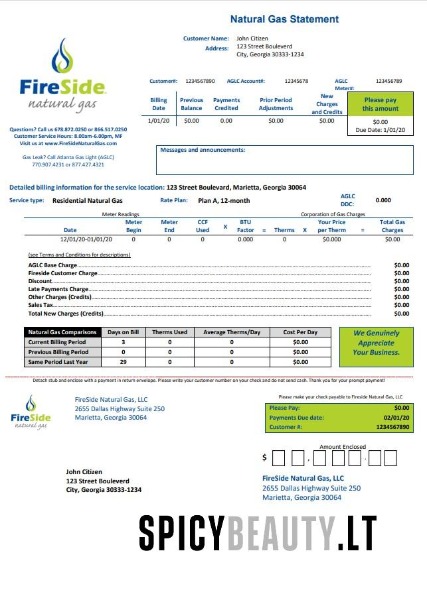 Natural Gas Statement
Customer Name: John Citizen
Address: 123 Street Bouleverd
City, Georgia 30333-1234
FireSide
natural gas
Customer#: 1234567890 AGLC Account#: 12345678 AGLC Meter#: 123456789
Billing Date Previous Balance Payments Credited Prior Period Adjustments New Charges and Credits Please pay this amount
1/01/20 $0.00 0.00 $0.00 $0.00 $0.00
Due Date: 1/01/20
Questions? Call us 678.872.0250 or 866.517.0250
Customer Service Hours: 8.00am-6.00pm, MF
Visit us at www.FireSideNaturalGas.com
Gas Leak? Call Atlanta Gas Light (AGLC)
770.907.4231 or 877.427.4321
Messages and announcements:
Detailed billing information for the service location: 123 Street Boulevard, Marietta, Georgia 30064
Service type: Residential Natural Gas Rate Plan: Plan A, 12-month AGLC DDC: 0.000
Meter Readings Corporation of Gas Charges
Date Meter Begin Meter End CCF Used X BTU Factor = Therms X Your Price per Therm = Total Gas Charges
12/01/20-01/01/20 0 0 0 0.000 0 $0.000 $0.00
(see Terms and Conditions for descriptions)
AGLC Base Charge $0.00
Fireside Customer Charge $0.00
Discount $0.00
Late Payments Charge $0.00
Other Charges (Credits) $0.00
Sales Tax $0.00
Total New Charges (Credits) $0.00
Natural Gas Comparisons Days on Bill Therms Used Average Therms/Day Cost Per Day
Current Billing Period 3 0 $0.00 $0.00
Previous Billing Period 0 0 $0.00 $0.00
Same Period Last Year 29 0 $0.00 $0.00
We Genuinely
Appreciate
Your Business.
Detach stub and enclose with a payment in return envelope. Please write your customer number on your check and do not send cash. Thank you for your prompt payment!
FireSide
natural gas
FireSide Natural Gas, LLC
2655 Dallas Highway Suite 250
Marietta, Georgia 30064
Please make your check payable to Fireside Natural Gas, LLC
Please Pay: $0.00
Payments Due date: 02/01/20
Customer #: 1234567890
Amount Enclosed
$ .
John Citizen
123 Street Bouleverd
City, Georgia 30333-1234
FireSide Natural Gas, LLC
2655 Dallas Highway Suite 250
Marietta, Georgia 30064
SPICYBEAUTY.LT